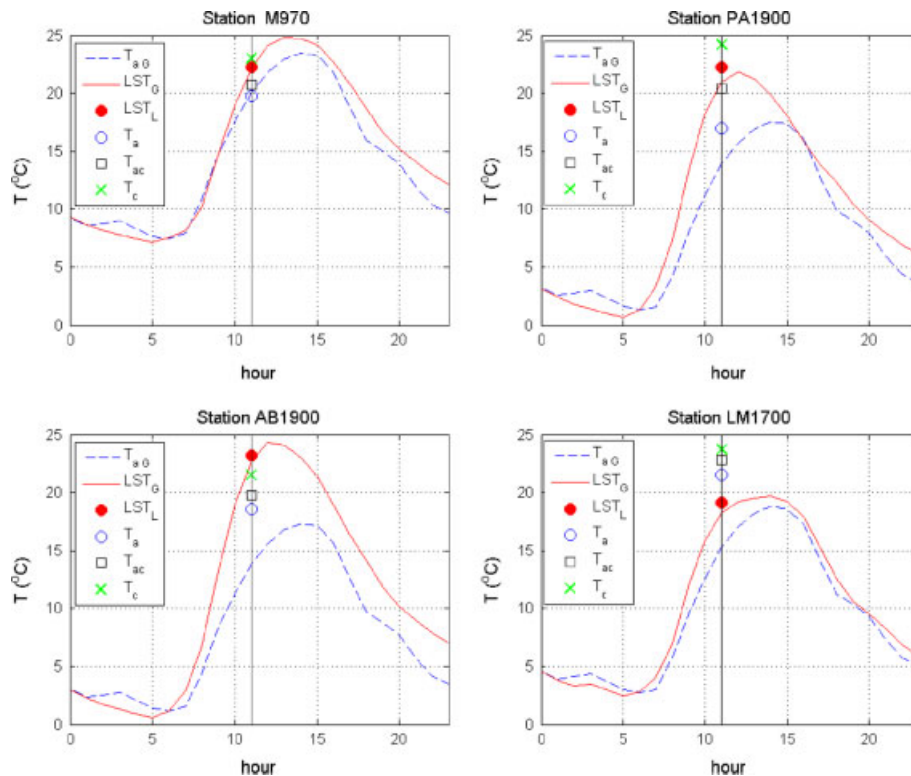 Station M970
25
20
15
10
5
0
T (°C)
T_aG
LST_G
LST_L
T_a
T_ac
T_c
0 5 10 15 20
hour
Station PA1900
25
20
15
10
5
0
T (°C)
T_aG
LST_G
LST_L
T_a
T_ac
T_c
0 5 10 15 20
hour
Station AB1900
25
20
15
10
5
0
T (°C)
T_aG
LST_G
LST_L
T_a
T_ac
T_c
0 5 10 15 20
hour
Station LM1700
25
20
15
10
5
0
T (°C)
T_aG
LST_G
LST_L
T_a
T_ac
T_c
0 5 10 15 20
hour